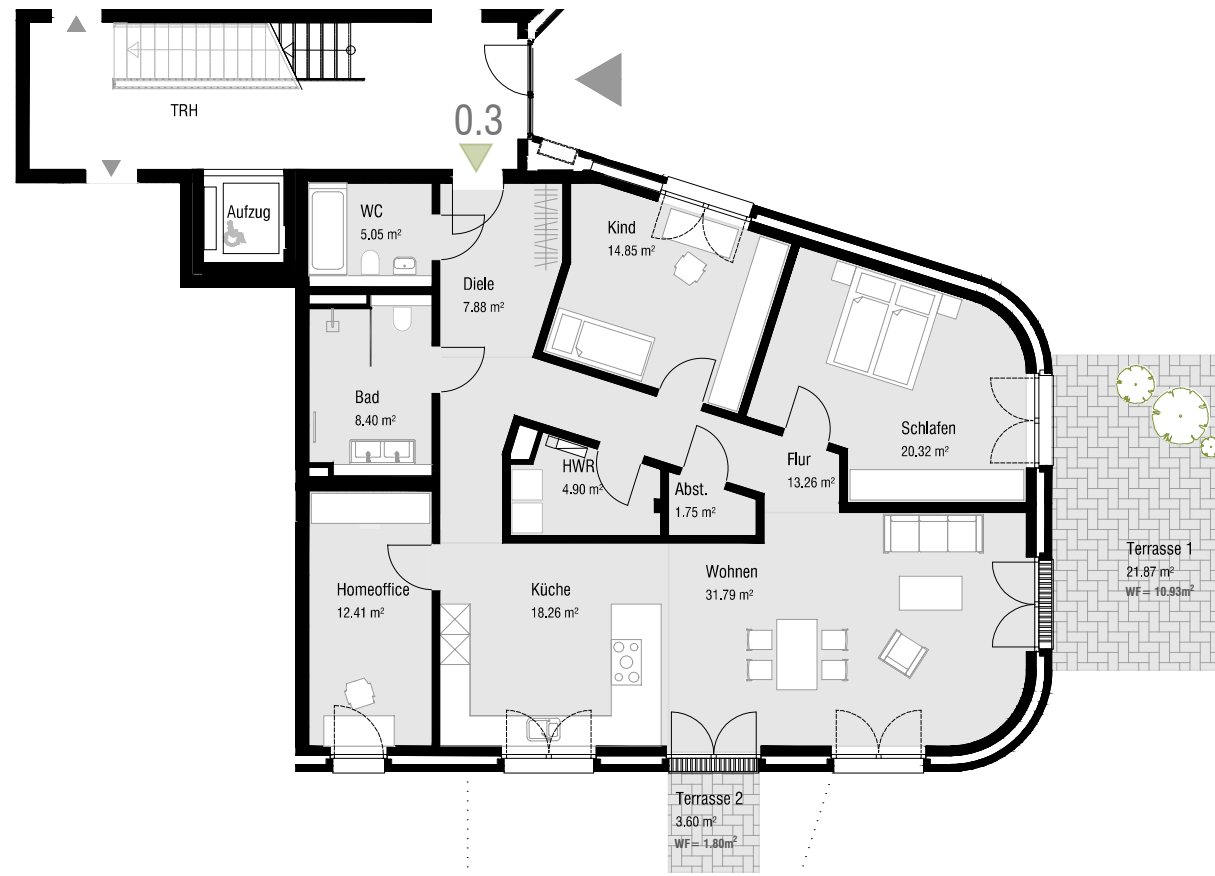 TRH
0.3
Aufzug
WC
5.05 m²
Kind
14.85 m²
Diele
7.88 m²
Bad
8.40 m²
Schlafen
20.32 m²
HWR
4.90 m²
Abst.
1.75 m²
Flur
13.26 m²
Homeoffice
12.41 m²
Küche
18.26 m²
Wohnen
31.79 m²
Terrasse 1
21.87 m²
WF= 10.93m²
Terrasse 2
3.60 m²
WF= 1.80m²